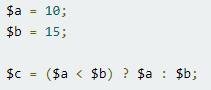 $a = 10;
$b = 15;
$c = ($a < $b) ? $a : $b;